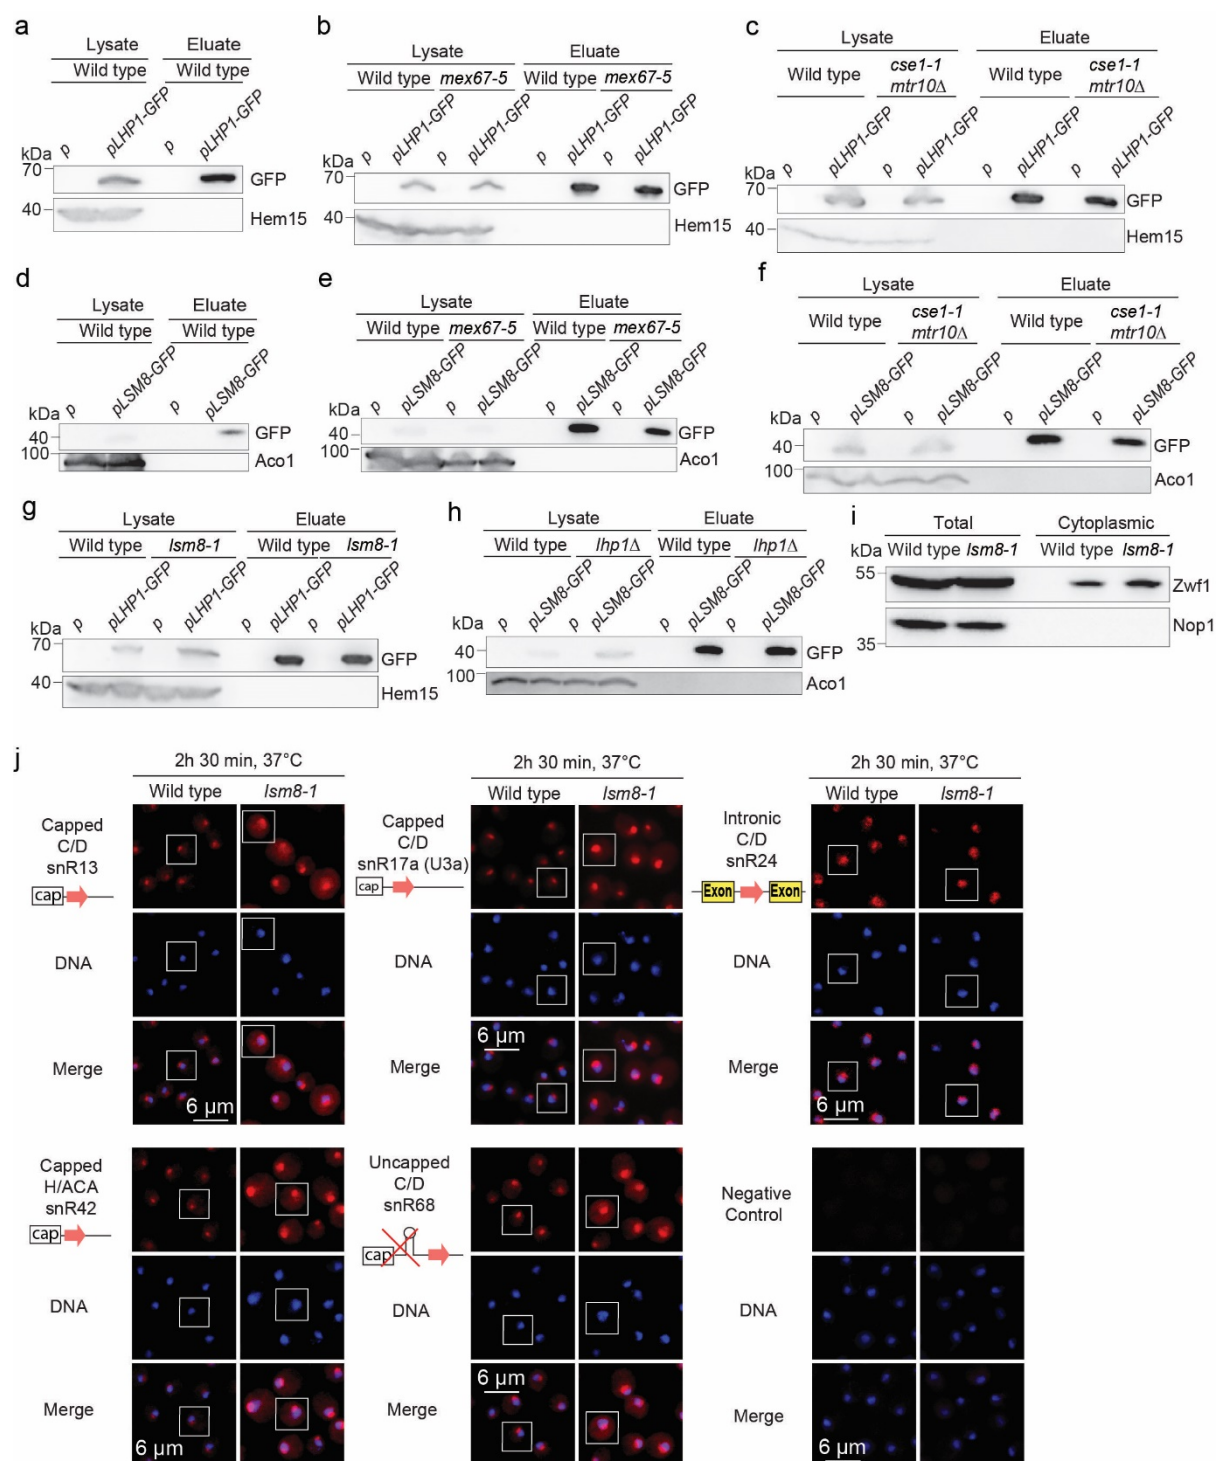 a
Lysate Eluate
Wild type Wild type
p pLHP1-GFP p pLHP1-GFP
kDa
70
GFP
40
Hem15
b
Lysate Eluate
Wild type mex67-5 Wild type mex67-5
p pLHP1-GFP p pLHP1-GFP p pLHP1-GFP p pLHP1-GFP
kDa
70
GFP
40
Hem15
c
Lysate Eluate
Wild type cse1-1 mtr10Δ Wild type cse1-1 mtr10Δ
p pLHP1-GFP p pLHP1-GFP p pLHP1-GFP p pLHP1-GFP
kDa
70
GFP
40
Hem15
d
Lysate Eluate
Wild type Wild type
p pLSM8-GFP p pLSM8-GFP
kDa
40
GFP
100
Aco1
e
Lysate Eluate
Wild type mex67-5 Wild type mex67-5
p pLSM8-GFP p pLSM8-GFP p pLSM8-GFP p pLSM8-GFP
kDa
40
GFP
100
Aco1
f
Lysate Eluate
Wild type cse1-1 mtr10Δ Wild type cse1-1 mtr10Δ
p pLSM8-GFP p pLSM8-GFP p pLSM8-GFP p pLSM8-GFP
kDa
40
GFP
100
Aco1
g
Lysate Eluate
Wild type lsm8-1 Wild type lsm8-1
p pLHP1-GFP p pLHP1-GFP p pLHP1-GFP p pLHP1-GFP
kDa
70
GFP
40
Hem15
h
Lysate Eluate
Wild type lhp1Δ Wild type lhp1Δ
p pLSM8-GFP p pLSM8-GFP p pLSM8-GFP p pLSM8-GFP
kDa
40
GFP
100
Aco1
i
Total Cytoplasmic
kDa Wild type lsm8-1 Wild type lsm8-1
55
Zwf1
Nop1
35
j
2h 30 min, 37°C
Wild type lsm8-1
Capped
C/D
snR13
cap
DNA
Merge
6 µm
2h 30 min, 37°C
Wild type lsm8-1
Capped
C/D
snR17a (U3a)
cap
DNA
Merge
6 µm
2h 30 min, 37°C
Wild type lsm8-1
Intronic
C/D
snR24
Exon Exon
DNA
Merge
6 µm
Capped
H/ACA
snR42
cap
DNA
Merge
6 µm
Uncapped
C/D
snR68
cap
DNA
Merge
6 µm
Negative
Control
DNA
Merge
6 µm